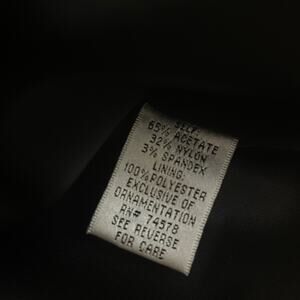 SELF:
65% ACETATE
32% NYLON
3% SPANDEX
LINING:
100% POLYESTER
EXCLUSIVE OF
ORNAMENTATION
RN# 74578
SEE REVERSE
FOR CARE